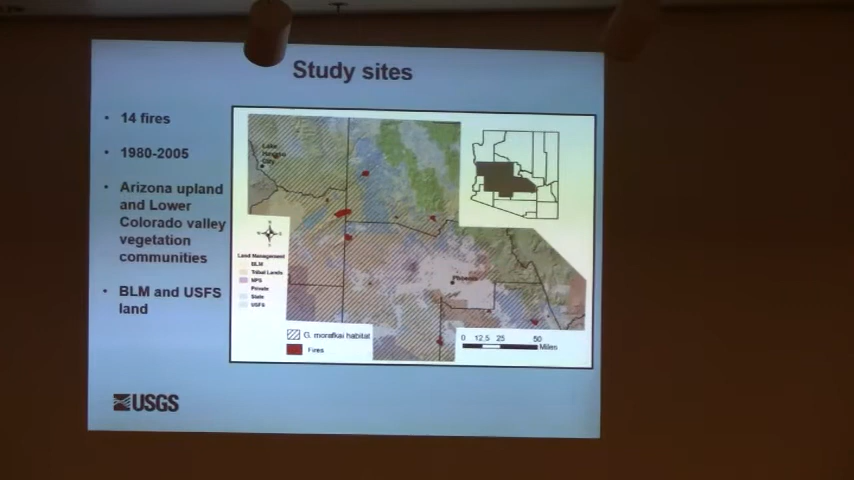 Study sites
• 14 fires
• 1980-2005
• Arizona upland
and Lower
Colorado valley
vegetation
communities
• BLM and USFS
land
Lake
Havasu
City
Phoenix
Land Management
BLM
Tribal Lands
NPS
Private
State
USFS
G. morafkai habitat
Fires
0 12.5 25 50
Miles
USGS